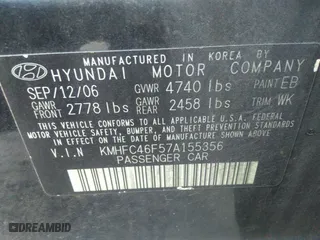 MANUFACTURED IN KOREA BY
HYUNDAI MOTOR COMPANY
SEP/12/06 GVWR 4740 lbs PAINT EB
GAWR FRONT 2778 lbs GAWR REAR 2458 lbs TRIM WK
THIS VEHICLE CONFORMS TO ALL APPLICABLE U.S.A. FEDERAL
MOTOR VEHICLE SAFETY, BUMPER, AND THEFT PREVENTION
STANDARDS IN EFFECT ON THE DATE OF MANUFACTURE
SHOWN ABOVE.
V.I.N KMHFC46F57A155356
PASSENGER CAR